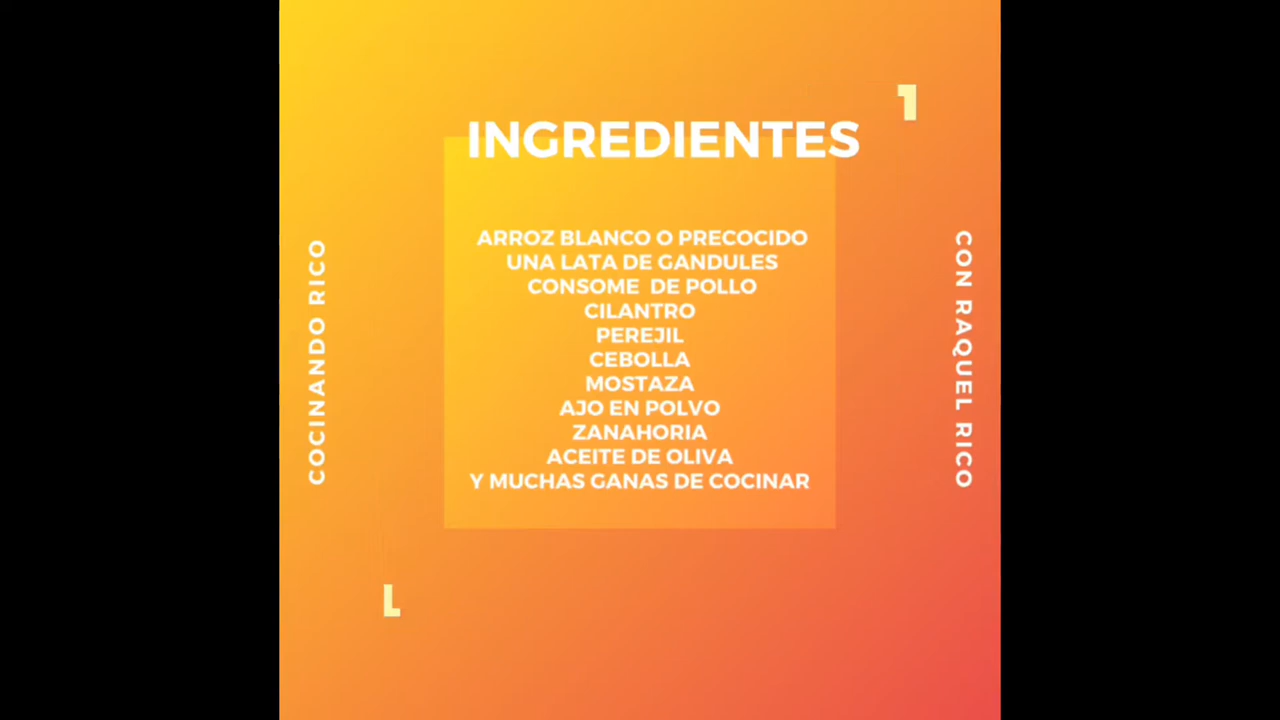 INGREDIENTES
ARROZ BLANCO O PRECOCIDO
UNA LATA DE GANDULES
CONSOME DE POLLO
CILANTRO
PEREJIL
CEBOLLA
MOSTAZA
AJO EN POLVO
ZANAHORIA
ACEITE DE OLIVA
Y MUCHAS GANAS DE COCINAR
COCINANDO RICO
CON RAQUEL RICO